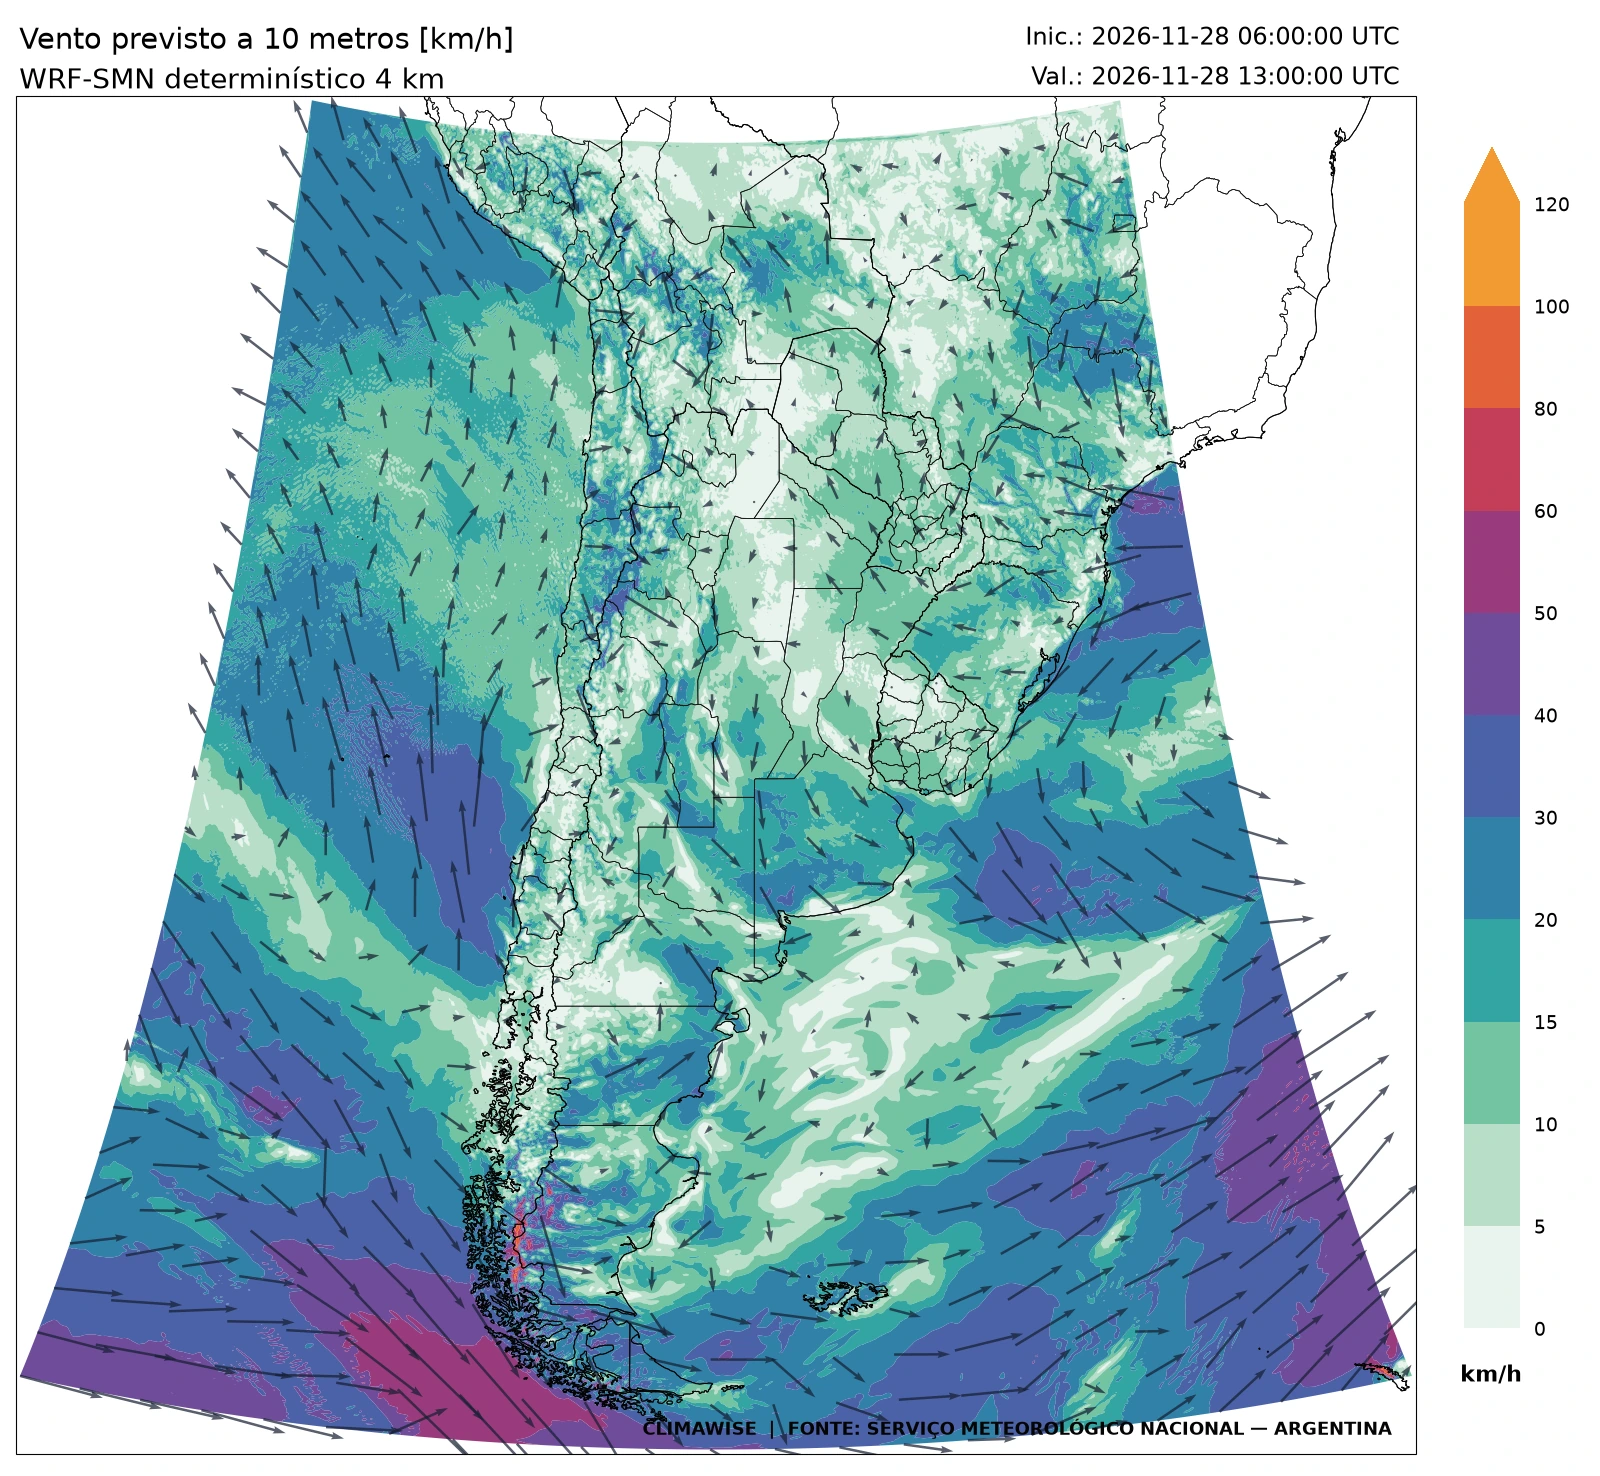 Vento previsto a 10 metros [km/h]
WRF-SMN determinístico 4 km
Inic.: 2026-11-28 06:00:00 UTC
Val.: 2026-11-28 13:00:00 UTC
120
100
80
60
50
40
30
20
15
10
5
0
km/h
CLIMAWISE | FONTE: SERVIÇO METEOROLÓGICO NACIONAL — ARGENTINA